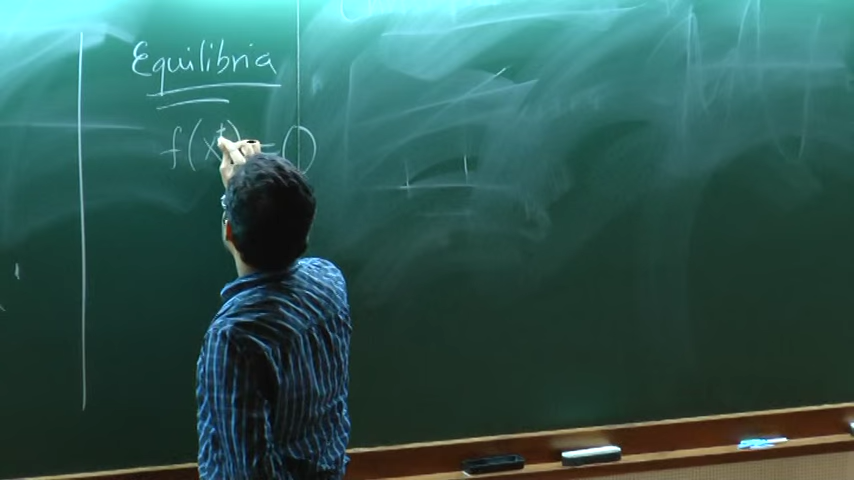 Equilibria
f(x*) = 0